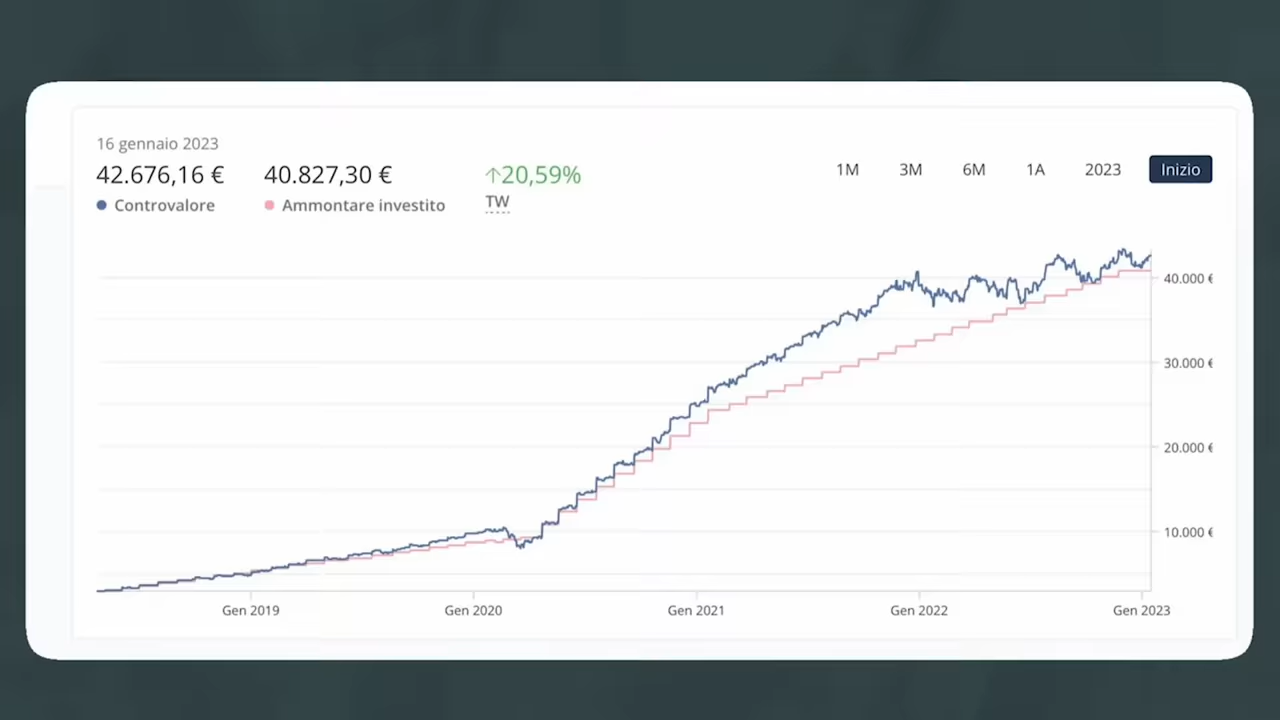 16 gennaio 2023
42.676,16 € 40.827,30 € ↑20,59%
Controvalore Ammontare investito TW
1M 3M 6M 1A 2023 Inizio
40.000 €
30.000 €
20.000 €
10.000 €
Gen 2019 Gen 2020 Gen 2021 Gen 2022 Gen 2023